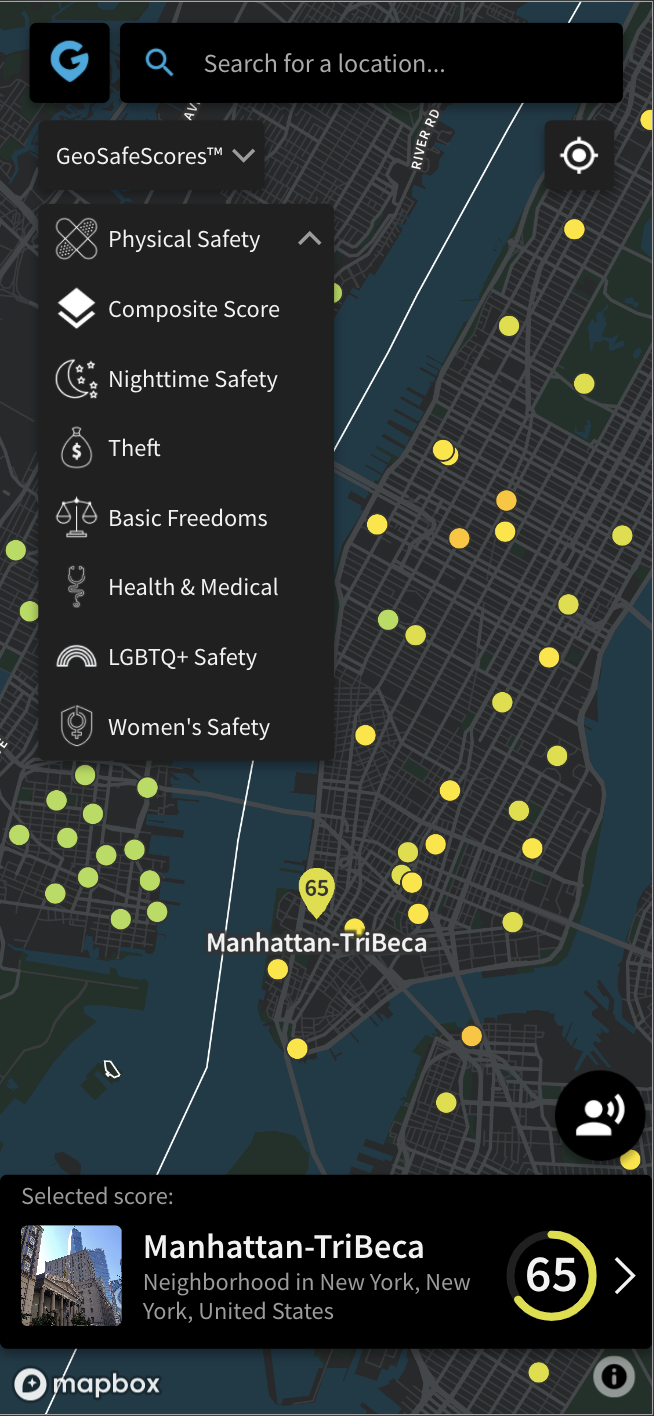 Search for a location...
AV
RIVER RD
GeoSafeScores™
Physical Safety
Composite Score
Nighttime Safety
$
Theft
Basic Freedoms
Health & Medical
LGBTQ+ Safety
Women's Safety
65
Manhattan-TriBeca
Selected score:
Manhattan-TriBeca
Neighborhood in New York, New
York, United States
65
mapbox